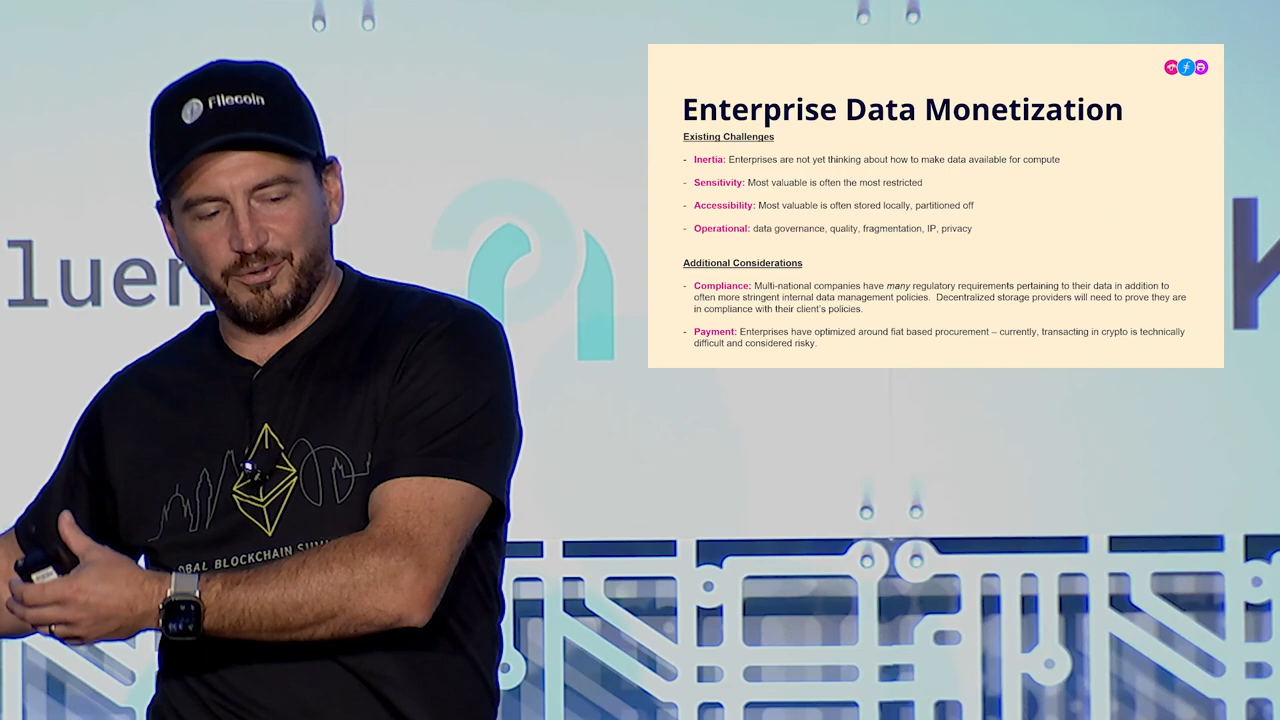 Filecoin
luen
Enterprise Data Monetization
Existing Challenges
- Inertia: Enterprises are not yet thinking about how to make data available for compute
- Sensitivity: Most valuable is often the most restricted
- Accessibility: Most valuable is often stored locally, partitioned off
- Operational: data governance, quality, fragmentation, IP, privacy
Additional Considerations
- Compliance: Multi-national companies have many regulatory requirements pertaining to their data in addition to
often more stringent internal data management policies. Decentralized storage providers will need to prove they are
in compliance with their client's policies.
- Payment: Enterprises have optimized around fiat based procurement – currently, transacting in crypto is technically
difficult and considered risky.
OBAL BLOCKCHAIN SUM